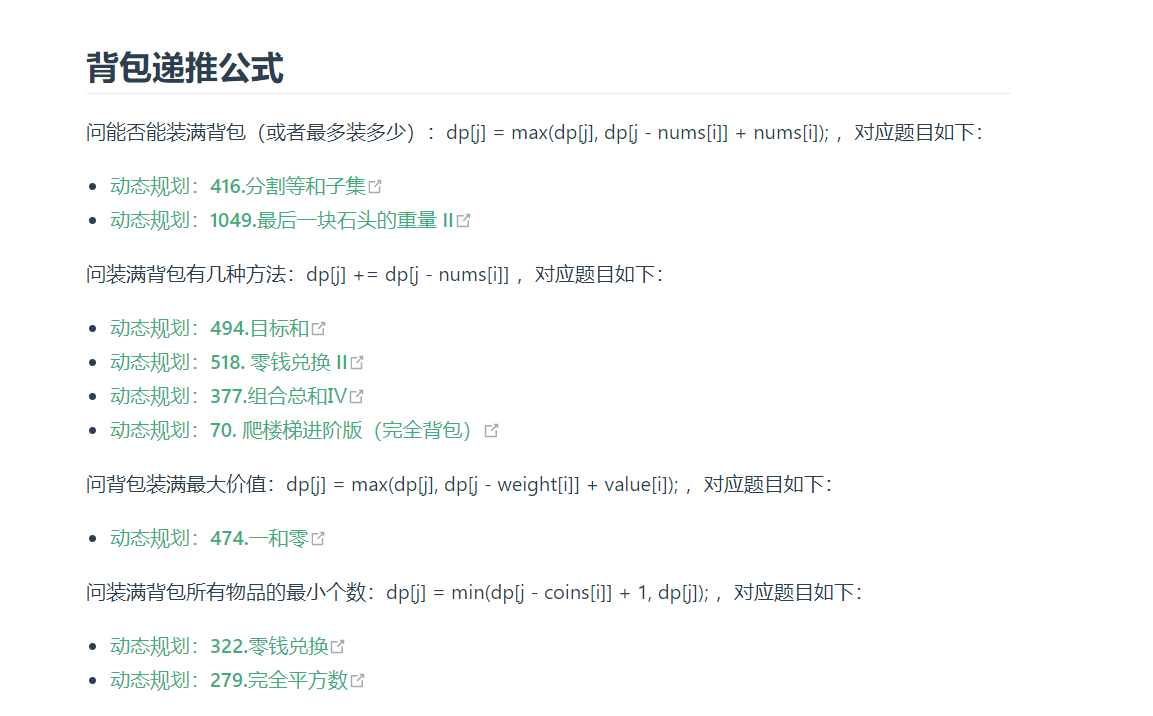 背包递推公式
问能否能装满背包（或者最多装多少）：dp[j] = max(dp[j], dp[j - nums[i]] + nums[i]); ，对应题目如下：
动态规划：416.分割等和子集
动态规划：1049.最后一块石头的重量 II
问装满背包有几种方法：dp[j] += dp[j - nums[i]] ，对应题目如下：
动态规划：494.目标和
动态规划：518. 零钱兑换 II
动态规划：377.组合总和Ⅳ
动态规划：70. 爬楼梯进阶版（完全背包）
问背包装满最大价值：dp[j] = max(dp[j], dp[j - weight[i]] + value[i]); ，对应题目如下：
动态规划：474.一和零
问装满背包所有物品的最小个数：dp[j] = min(dp[j - coins[i]] + 1, dp[j]); ，对应题目如下：
动态规划：322.零钱兑换
动态规划：279.完全平方数